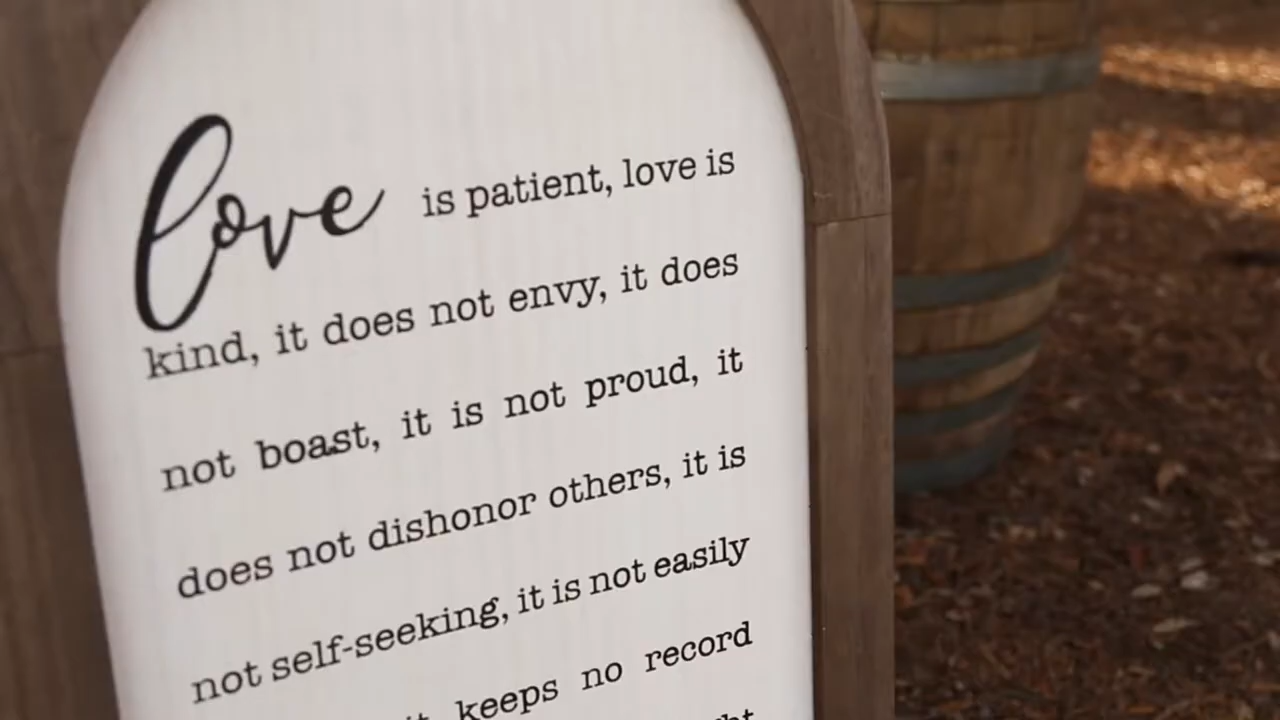 love is patient, love is
kind, it does not envy, it does
not boast, it is not proud, it
does not dishonor others, it is
not self-seeking, it is not easily
it keeps no record